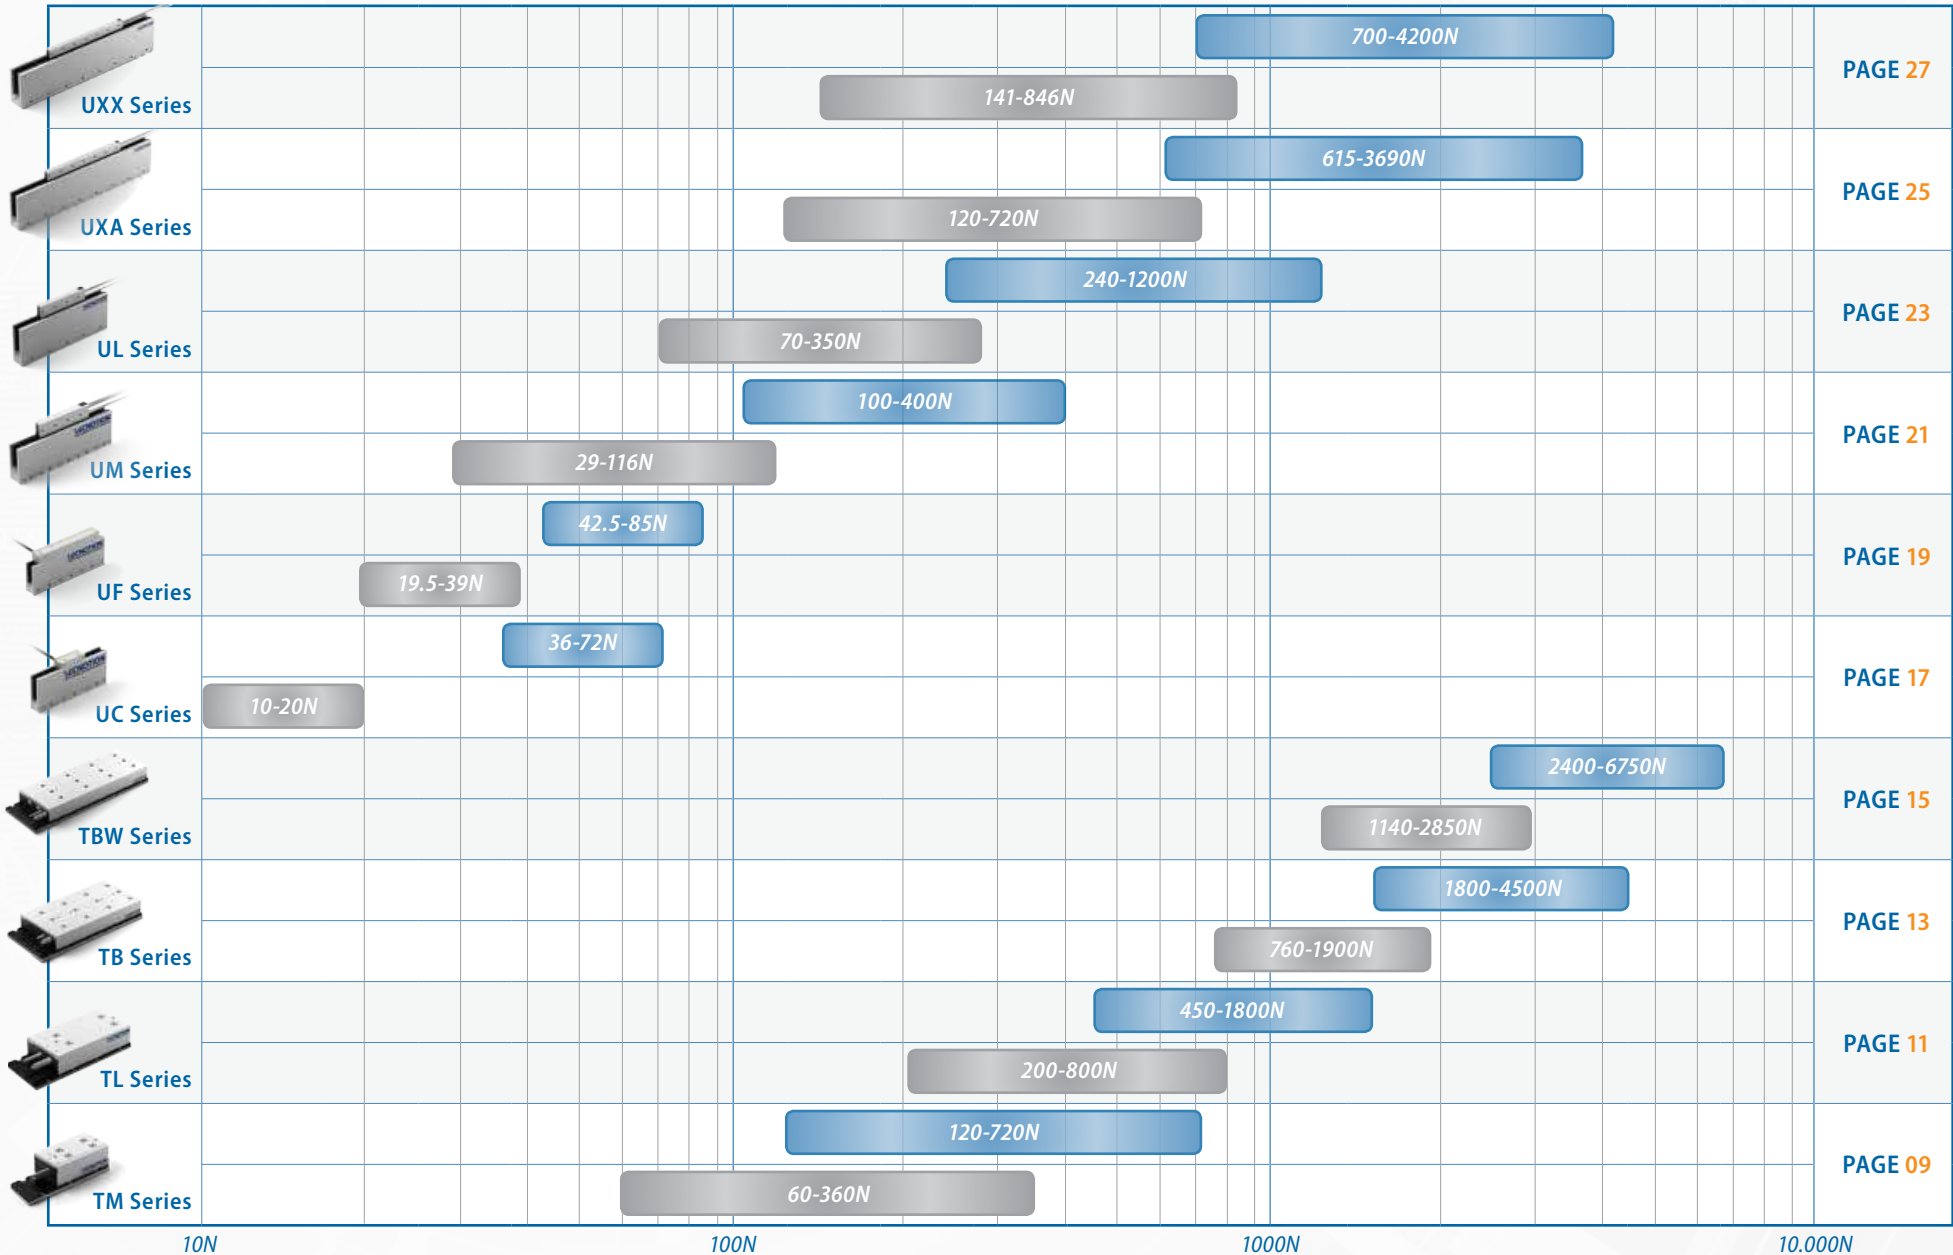 700-4200N
141-846N
UXX Series
PAGE 27
615-3690N
120-720N
UXA Series
PAGE 25
240-1200N
70-350N
UL Series
PAGE 23
100-400N
29-116N
UM Series
PAGE 21
42.5-85N
19.5-39N
UF Series
PAGE 19
36-72N
10-20N
UC Series
PAGE 17
2400-6750N
1140-2850N
TBW Series
PAGE 15
1800-4500N
760-1900N
TB Series
PAGE 13
450-1800N
200-800N
TL Series
PAGE 11
120-720N
60-360N
TM Series
PAGE 09
10N 100N 1000N 10.000N